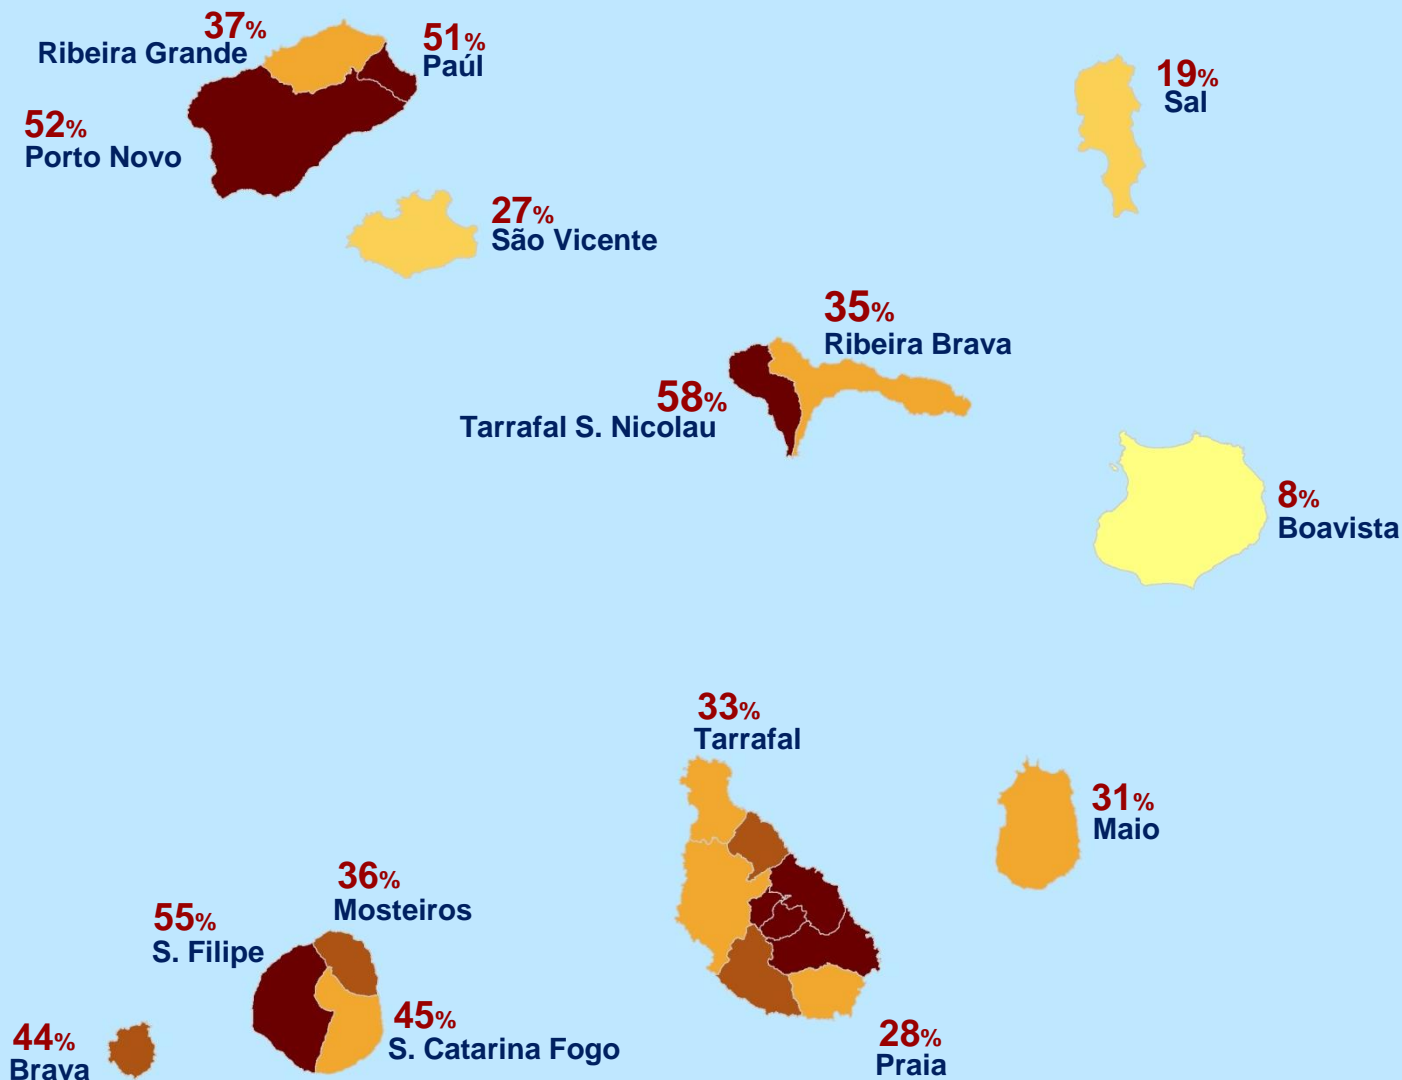 37%
Ribeira Grande
51%
Paúl
52%
Porto Novo
19%
Sal
27%
São Vicente
35%
Ribeira Brava
58%
Tarrafal S. Nicolau
8%
Boavista
33%
Tarrafal
31%
Maio
36%
Mosteiros
55%
S. Filipe
45%
S. Catarina Fogo
44%
Brava
28%
Praia